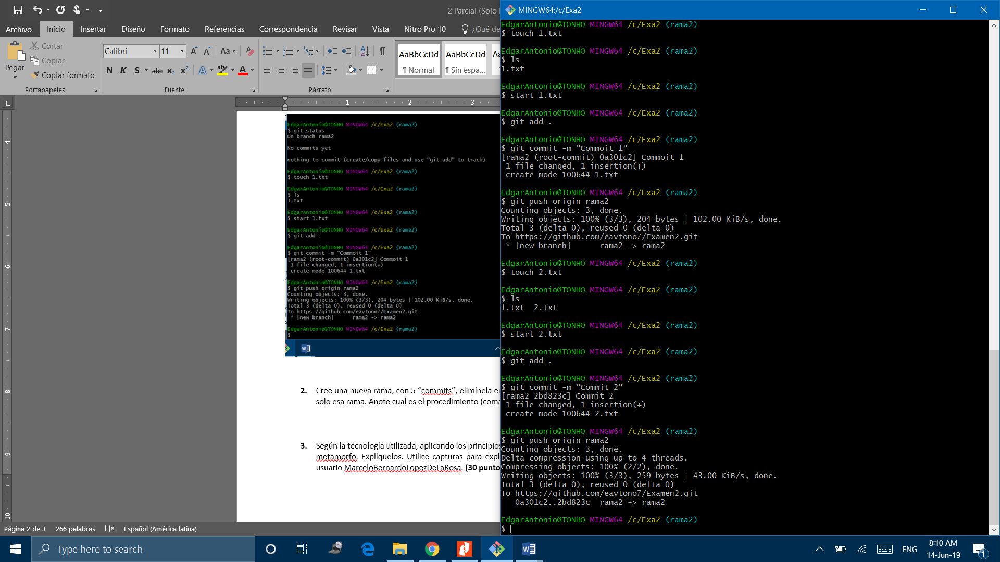 2 Parcial (Solo
Archivo Inicio Insertar Diseño Formato Referencias Correspondencia Revisar Vista Nitro Pro 10 ¿Qué de
Pegar
Cortar
Copiar
Copiar formato
Portapapeles
Calibri 11
Aa
N K S abc x₂ x² A ab A
Fuente
Párrafo
AaBbCcDd AaBbCcDd Aa
¶ Normal ¶ Sin espa...
L
1 2 3
4
5
6
7
8
9
10
EdgarAntonio@TONHO MINGW64 /c/Exa2 (rama2)
$ git status
On branch rama2
No commits yet
nothing to commit (create/copy files and use "git add" to track)
EdgarAntonio@TONHO MINGW64 /c/Exa2 (rama2)
$ touch 1.txt
EdgarAntonio@TONHO MINGW64 /c/Exa2 (rama2)
$ ls
1.txt
EdgarAntonio@TONHO MINGW64 /c/Exa2 (rama2)
$ start 1.txt
EdgarAntonio@TONHO MINGW64 /c/Exa2 (rama2)
$ git add .
EdgarAntonio@TONHO MINGW64 /c/Exa2 (rama2)
$ git commit -m "Commoit 1"
[rama2 (root-commit) 0a301c2] Commoit 1
1 file changed, 1 insertion(+)
create mode 100644 1.txt
EdgarAntonio@TONHO MINGW64 /c/Exa2 (rama2)
$ git push origin rama2
Counting objects: 3, done.
Writing objects: 100% (3/3), 204 bytes | 102.00 KiB/s, done.
Total 3 (delta 0), reused 0 (delta 0)
To https://github.com/eavtono7/Examen2.git
* [new branch] rama2 -> rama2
EdgarAntonio@TONHO MINGW64 /c/Exa2 (rama2)
$
2. Cree una nueva rama, con 5 “commits”, elimínela
solo esa rama. Anote cual es el procedimiento
3. Según la tecnología utilizada, aplicando los principios
metamorfo. Explíquelos. Utilice capturas para
usuario MarceloBernardoLopezDeLaRosa. (30
Página 2 de 3 266 palabras Español (América latina)
MINGW64:/c/Exa2
EdgarAntonio@TONHO MINGW64 /c/Exa2 (rama2)
$ touch 1.txt
EdgarAntonio@TONHO MINGW64 /c/Exa2 (rama2)
$ ls
1.txt
EdgarAntonio@TONHO MINGW64 /c/Exa2 (rama2)
$ start 1.txt
EdgarAntonio@TONHO MINGW64 /c/Exa2 (rama2)
$ git add .
EdgarAntonio@TONHO MINGW64 /c/Exa2 (rama2)
$ git commit -m "Commoit 1"
[rama2 (root-commit) 0a301c2] Commoit 1
1 file changed, 1 insertion(+)
create mode 100644 1.txt
EdgarAntonio@TONHO MINGW64 /c/Exa2 (rama2)
$ git push origin rama2
Counting objects: 3, done.
Writing objects: 100% (3/3), 204 bytes | 102.00 KiB/s, done.
Total 3 (delta 0), reused 0 (delta 0)
To https://github.com/eavtono7/Examen2.git
* [new branch] rama2 -> rama2
EdgarAntonio@TONHO MINGW64 /c/Exa2 (rama2)
$ touch 2.txt
EdgarAntonio@TONHO MINGW64 /c/Exa2 (rama2)
$ ls
1.txt 2.txt
EdgarAntonio@TONHO MINGW64 /c/Exa2 (rama2)
$ start 2.txt
EdgarAntonio@TONHO MINGW64 /c/Exa2 (rama2)
$ git add .
EdgarAntonio@TONHO MINGW64 /c/Exa2 (rama2)
$ git commit -m "Commit 2"
[rama2 2bd823c] Commit 2
1 file changed, 1 insertion(+)
create mode 100644 2.txt
EdgarAntonio@TONHO MINGW64 /c/Exa2 (rama2)
$ git push origin rama2
Counting objects: 3, done.
Delta compression using up to 4 threads.
Compressing objects: 100% (2/2), done.
Writing objects: 100% (3/3), 259 bytes | 43.00 KiB/s, done.
Total 3 (delta 0), reused 0 (delta 0)
To https://github.com/eavtono7/Examen2.git
0a301c2..2bd823c rama2 -> rama2
EdgarAntonio@TONHO MINGW64 /c/Exa2 (rama2)
$
Type here to search
ENG
8:10 AM
14-Jun-19
1